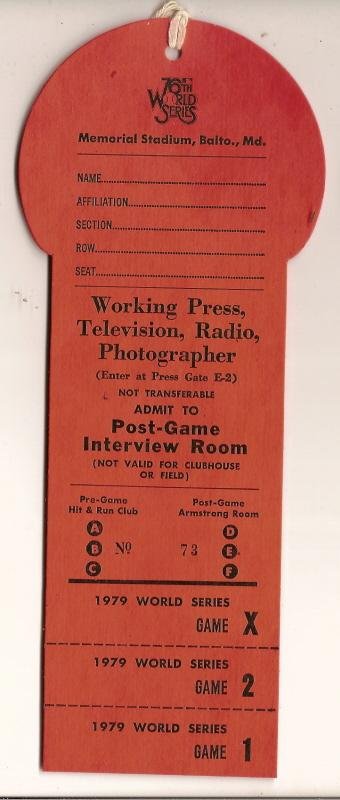 76TH
WORLD
SERIES
Memorial Stadium, Balto., Md.
NAME
AFFILIATION
SECTION
ROW
SEAT
Working Press,
Television, Radio,
Photographer
(Enter at Press Gate E-2)
NOT TRANSFERABLE
ADMIT TO
Post-Game
Interview Room
(NOT VALID FOR CLUBHOUSE
OR FIELD)
Pre-Game
Hit & Run Club
Post-Game
Armstrong Room
A D
B № 73 E
C F
1979 WORLD SERIES
GAME X
1979 WORLD SERIES
GAME 2
1979 WORLD SERIES
GAME 1